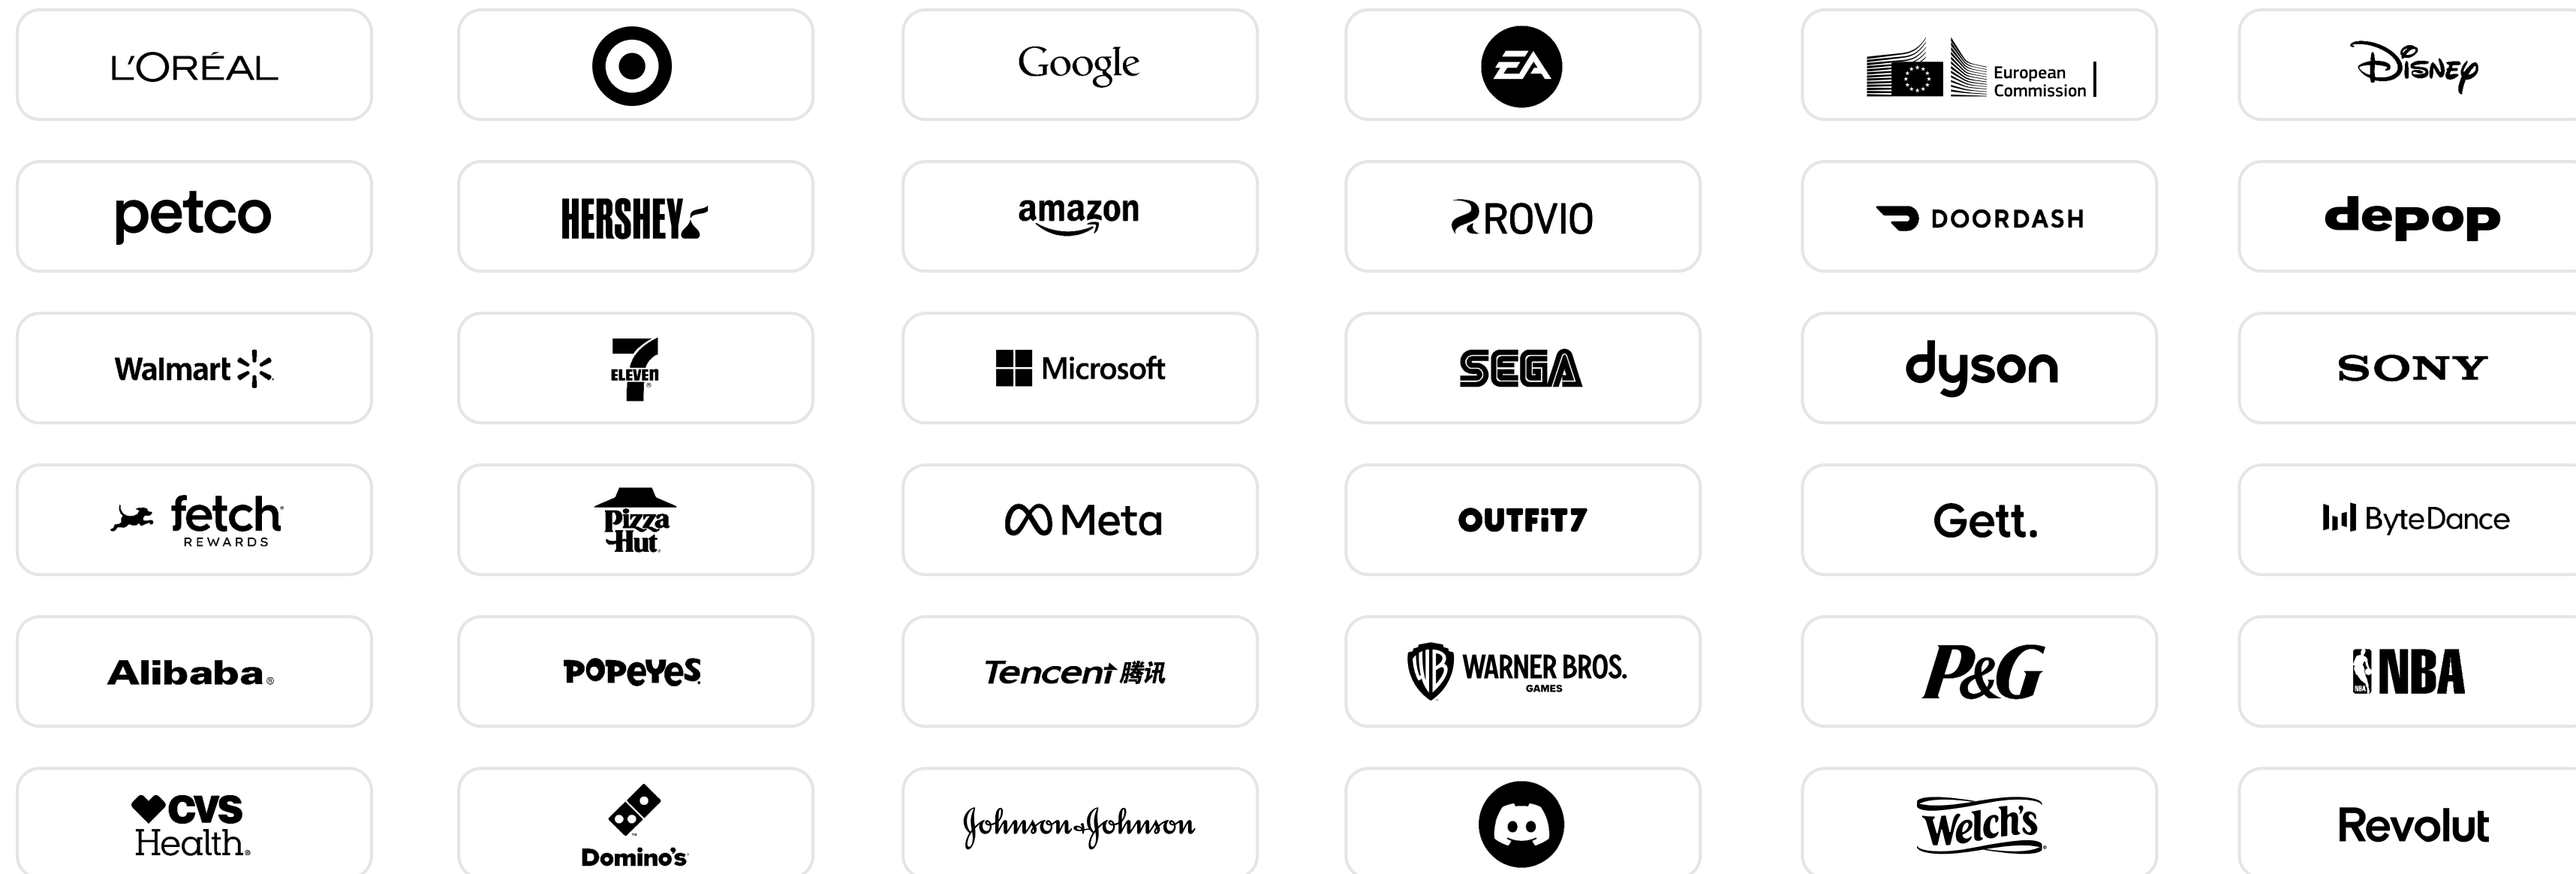 L'ORÉAL
Google
EA
European
Commission
Disney
petco
HERSHEY
amazon
ROVIO
DOORDASH
depop
Walmart
7
ELEVEn
®
Microsoft
SEGA
dyson
SONY
fetch
REWARDS
Pizza
Hut
Meta
OUTFiT7
Gett.
ByteDance
Alibaba®
POPEYES
Tencent 腾讯
WB WARNER BROS.
GAMES
P&G
NBA NBA
CVS
Health®
Domino's
Johnson&Johnson
Welch's
Revolut